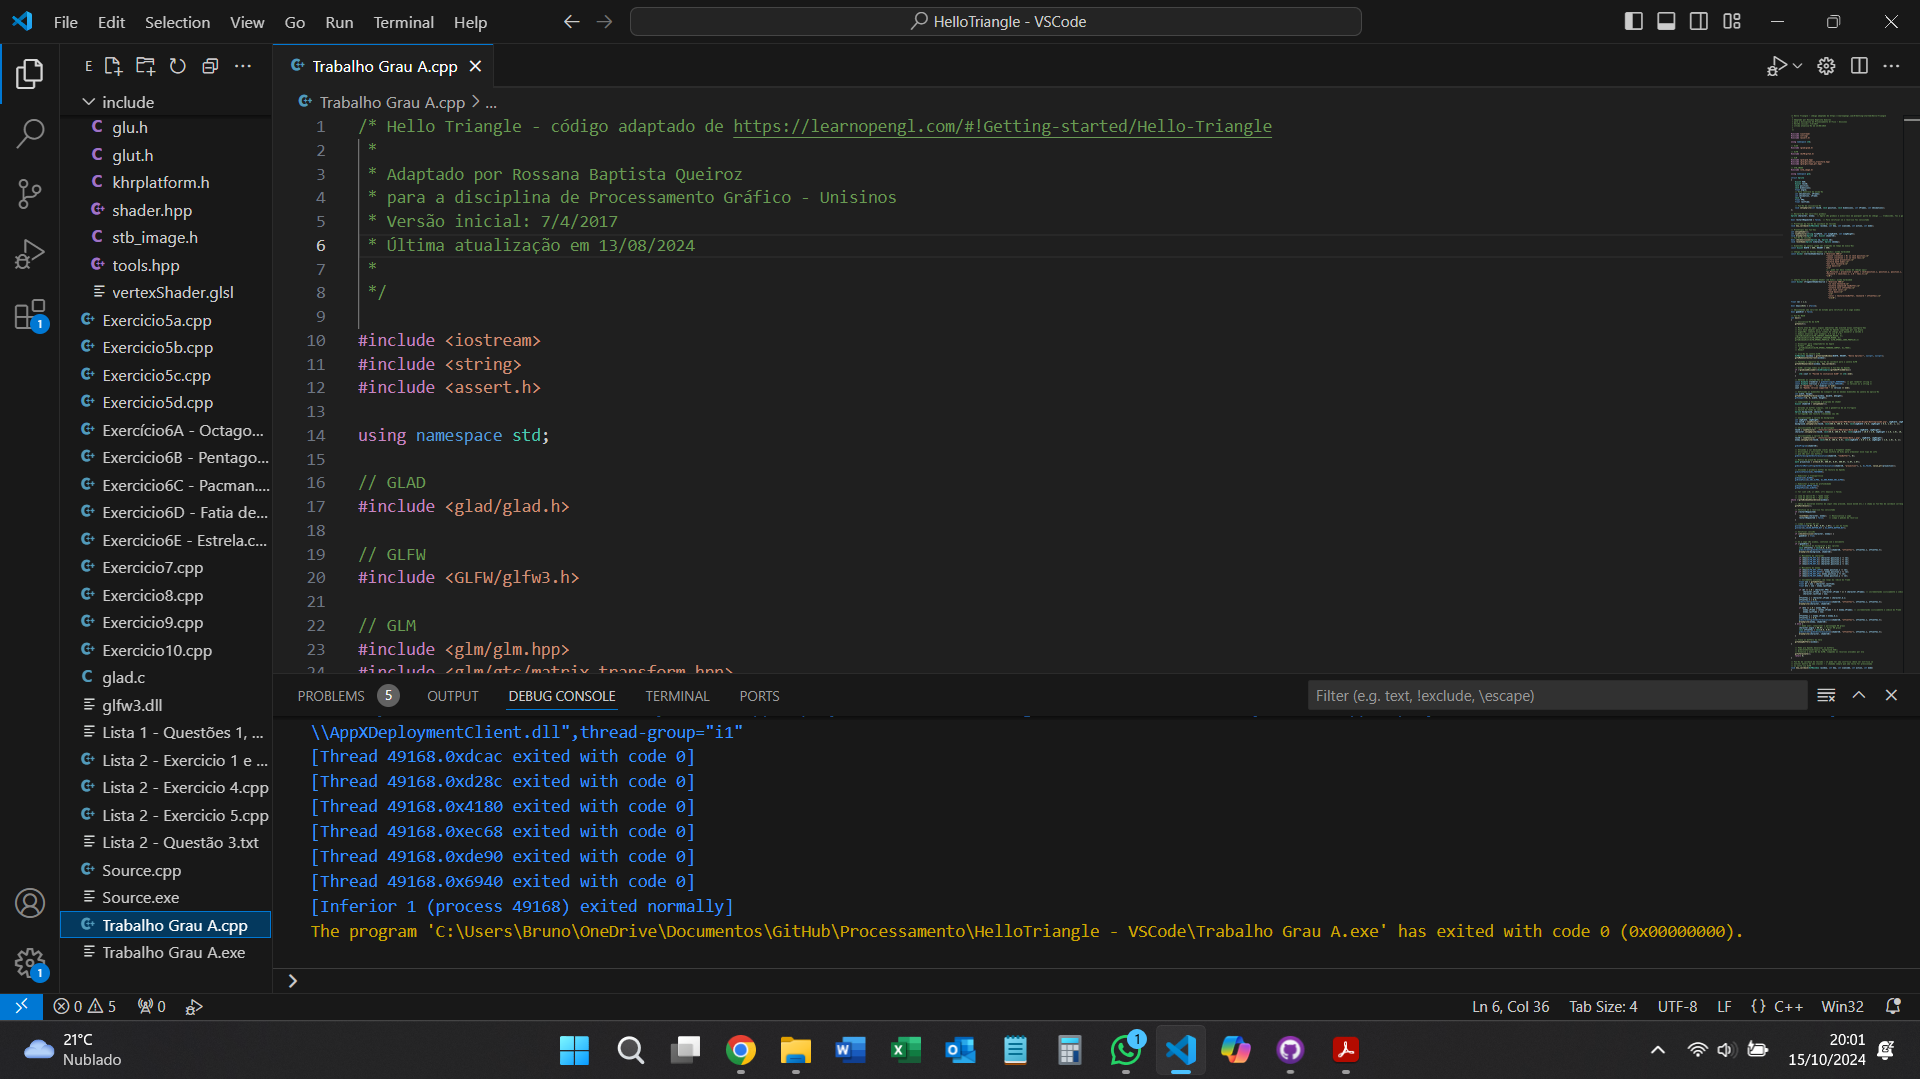 File Edit Selection View Go Run Terminal Help
HelloTriangle - VSCode
E
include
glu.h
glut.h
khrplatform.h
shader.hpp
stb_image.h
tools.hpp
vertexShader.glsl
Exercicio5a.cpp
Exercicio5b.cpp
Exercicio5c.cpp
Exercicio5d.cpp
Exercício6A - Octago...
Exercicio6B - Pentago...
Exercicio6C - Pacman....
Exercicio6D - Fatia de...
Exercicio6E - Estrela.c...
Exercicio7.cpp
Exercicio8.cpp
Exercicio9.cpp
Exercicio10.cpp
glad.c
glfw3.dll
Lista 1 - Questões 1, ...
Lista 2 - Exercicio 1 e ...
Lista 2 - Exercicio 4.cpp
Lista 2 - Exercicio 5.cpp
Lista 2 - Questão 3.txt
Source.cpp
Source.exe
Trabalho Grau A.cpp
Trabalho Grau A.exe
1
1
Trabalho Grau A.cpp
Trabalho Grau A.cpp > ...
1 /* Hello Triangle - código adaptado de https://learnopengl.com/#!Getting-started/Hello-Triangle
2 *
3 * Adaptado por Rossana Baptista Queiroz
4 * para a disciplina de Processamento Gráfico - Unisinos
5 * Versão inicial: 7/4/2017
6 * Última atualização em 13/08/2024
7 *
8 */
9
10 #include <iostream>
11 #include <string>
12 #include <assert.h>
13
14 using namespace std;
15
16 // GLAD
17 #include <glad/glad.h>
18
19 // GLFW
20 #include <GLFW/glfw3.h>
21
22 // GLM
23 #include <glm/glm.hpp>
24 #include <glm/gtc/matrix_transform.hpp>
PROBLEMS 5 OUTPUT DEBUG CONSOLE TERMINAL PORTS
Filter (e.g. text, !exclude, \escape)
\\AppXDeploymentClient.dll",thread-group="i1"
[Thread 49168.0xdcac exited with code 0]
[Thread 49168.0xd28c exited with code 0]
[Thread 49168.0x4180 exited with code 0]
[Thread 49168.0xec68 exited with code 0]
[Thread 49168.0xde90 exited with code 0]
[Thread 49168.0x6940 exited with code 0]
[Inferior 1 (process 49168) exited normally]
The program 'C:\Users\Bruno\OneDrive\Documentos\GitHub\Processamento\HelloTriangle - VSCode\Trabalho Grau A.exe' has exited with code 0 (0x00000000).
0 5 0
Ln 6, Col 36 Tab Size: 4 UTF-8 LF {} C++ Win32
21°C
Nublado
1
20:01
15/10/2024